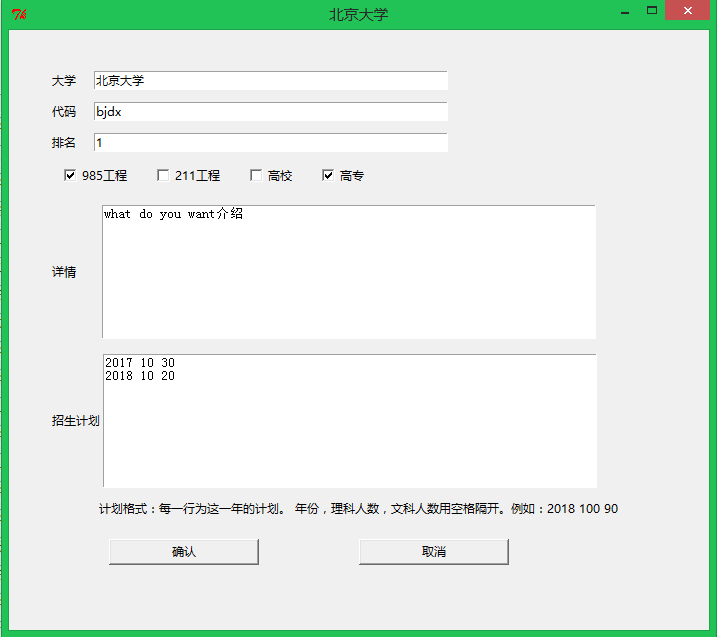 北京大学
大学 北京大学
代码 bjdx
排名 1
985工程 211工程 高校 高专
what do you want介绍
详情
2017 10 30
2018 10 20
招生计划
计划格式：每一行为这一年的计划。 年份，理科人数，文科人数用空格隔开。例如：2018 100 90
确认 取消